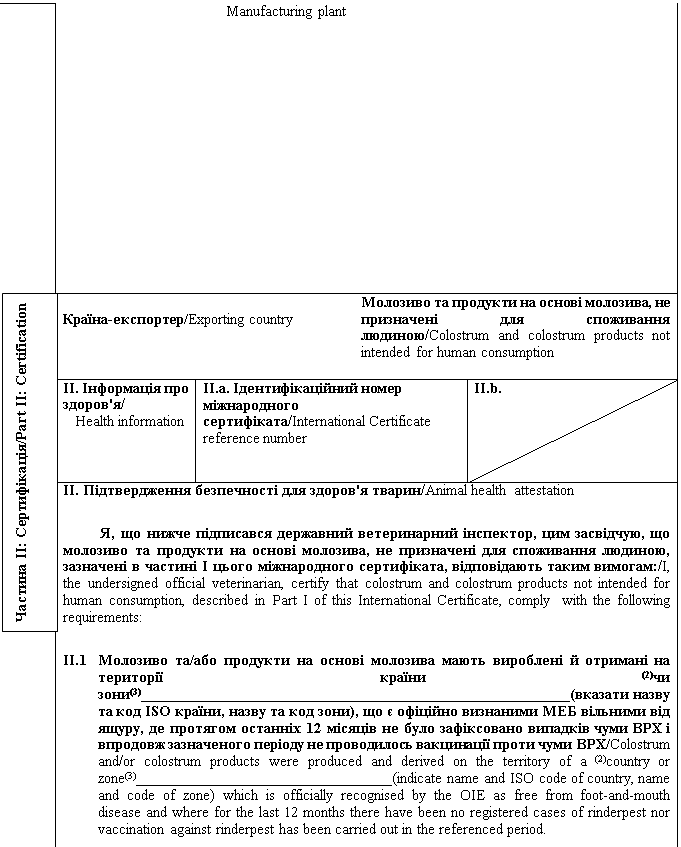 Manufacturing plant
Частина II: Сертифікація/Part II: Certification
Країна-експортер/Exporting country
Молозиво та продукти на основі молозива, не
призначені для споживання
людиною/Colostrum and colostrum products not
intended for human consumption
II. Інформація про
здоров'я/
Health information
II.a. Ідентифікаційний номер
міжнародного
сертифіката/International Certificate
reference number
II.b.
II. Підтвердження безпечності для здоров'я тварин/Animal health attestation
Я, що нижче підписався державний ветеринарний інспектор, цим засвідчую, що
молозиво та продукти на основі молозива, не призначені для споживання людиною,
зазначені в частині I цього міжнародного сертифіката, відповідають таким вимогам:/I,
the undersigned official veterinarian, certify that colostrum and colostrum products not intended for
human consumption, described in Part I of this International Certificate, comply with the following
requirements:
II.1 Молозиво та/або продукти на основі молозива мають вироблені й отримані на
території країни (2)чи
зони(3)_____________________________________________________________(вказати назву
та код ISO країни, назву та код зони), що є офіційно визнаними МЕБ вільними від
ящуру, де протягом останніх 12 місяців не було зафіксовано випадків чуми ВРХ і
впродовж зазначеного періоду не проводилось вакцинації проти чуми ВРХ/Colostrum
and/or colostrum products were produced and derived on the territory of a (2)country or
zone(3)_____________________________________(indicate name and ISO code of country, name
and code of zone) which is officially recognised by the OIE as free from foot-and-mouth
disease and where for the last 12 months there have been no registered cases of rinderpest nor
vaccination against rinderpest has been carried out in the referenced period.